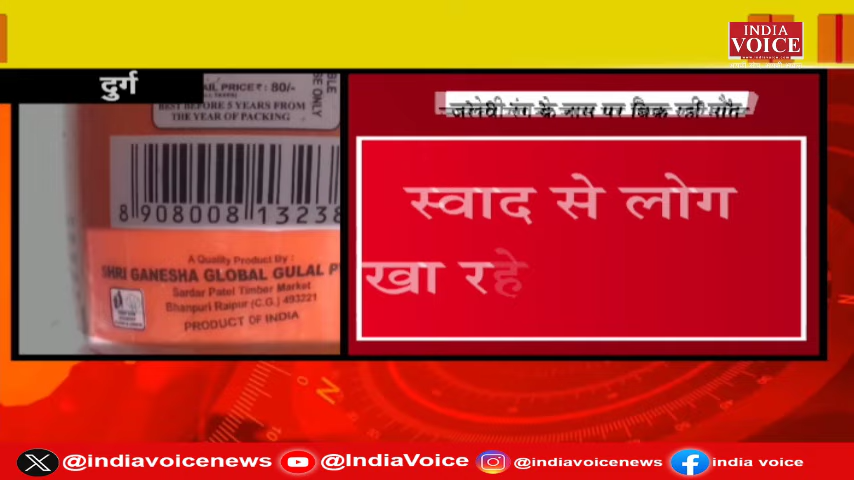 INDIA
VOICE
दुर्ग
PRICE ₹ : 80/-
BEST BEFORE 5 YEARS FROM
THE YEAR OF PACKING
BE ONLY
8 908008 13238
A Quality Product By :
SHRI GANESHA GLOBAL GULAL
Sardar Patel Timber Market
Bhanpuri Raipur (C.G.) 493221
PRODUCT OF INDIA
स्वाद से लोग
खा रहे
@indiavoicenews @IndiaVoice @indiavoicenews india voice